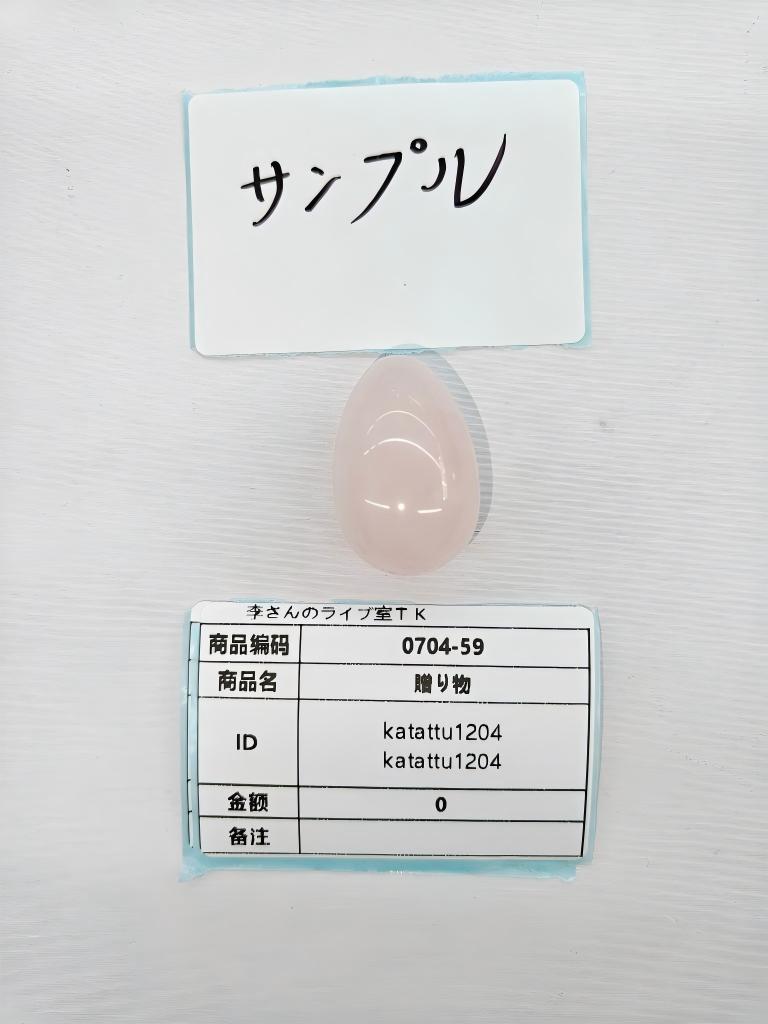 サンプル
李さんのライブ室TK
商品编码 0704-59
商品名 贈り物
ID katattu1204
katattu1204
金额 0
备注